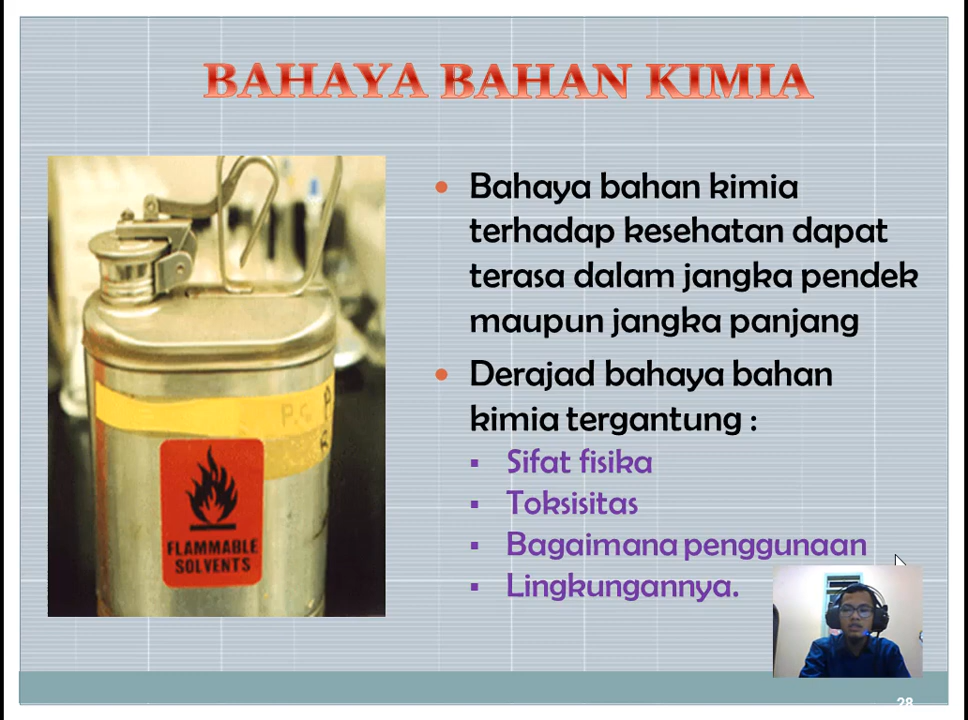 BAHAYA BAHAN KIMIA
Bahaya bahan kimia
terhadap kesehatan dapat
terasa dalam jangka pendek
maupun jangka panjang
Derajad bahaya bahan
kimia tergantung :
Sifat fisika
Toksisitas
Bagaimana penggunaan
Lingkungannya.
FLAMMABLE
SOLVENTS
28